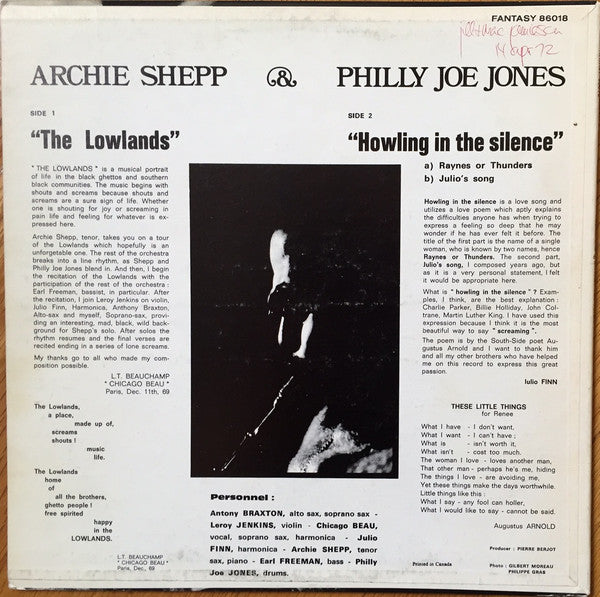 FANTASY 86018
14 Sept 72
ARCHIE SHEPP & PHILLY JOE JONES
SIDE 1
"The Lowlands"
" THE LOWLANDS " is a musical portrait
of life in the black ghettos and southern
black communities. The music begins with
shouts and screams because shouts and
screams are a sure sign of life. Whether
one is shouting for joy or screaming in
pain life and feeling for whatever is ex-
pressed here.
Archie Shepp, tenor, takes you on a tour
of the Lowlands which hopefully is an
unforgetable one. The rest of the orchestra
breaks into a line rhythm, as Shepp and
Philly Joe Jones blend in. And then, I begin
the recitation of the Lowlands with the
participation of the rest of the orchestra :
Earl Freeman, bassist, in particular. After
the recitation, I join Leroy Jenkins on violin,
Julio Finn, Harmonica, Anthony Braxton,
Alto-sax and myself, Soprano-sax, provid-
ing an interesting, mad, black, wild back-
ground for Shepp's solo. After solos the
rhythm resumes and the final verses are
recited ending in a series of lone screams.
My thanks go to all who made my com-
position possible.
L.T. BEAUCHAMP
" CHICAGO BEAU "
Paris, Dec. 11th, 69
The Lowlands,
a place,
made up of,
screams
shouts !
music
life.
The Lowlands
home
of
all the brothers,
ghetto people !
free spirited
happy
in the
LOWLANDS.
L.T. BEAUCHAMP
" CHICAGO BEAU "
Paris, Dec, 69
Personnel :
Antony BRAXTON, alto sax, soprano sax -
Leroy JENKINS, violin - Chicago BEAU,
vocal, soprano sax, harmonica - Julio
FINN, harmonica - Archie SHEPP, tenor
sax, piano - Earl FREEMAN, bass - Philly
Joe JONES, drums.
SIDE 2
"Howling in the silence"
a) Raynes or Thunders
b) Julio's song
Howling in the silence is a love song and
utilizes a love poem which aptly explains
the difficulties anyone has when trying to
express a feeling so deep that he may
wonder if he has ever felt it before. The
title of the first part is the name of a single
woman, who is known by two names, hence
Raynes or Thunders. The second part,
Julio's song, I composed years ago, but
as it is a very personal statement, I felt
it would be appropriate here.
What is " howling in the silence " ? Exam-
ples, I think, are the best explanation :
Charlie Parker, Billie Holliday, John Col-
trane, Martin Luther King. I have used this
expression because I think it is the most
beautiful way to say " screaming ".
The poem is by the South-Side poet Au-
gustus Arnold and I want to thank him
and all my other brothers who have helped
me on this record to express this great
passion.
Iulio FINN
THESE LITTLE THINGS
for Renee
What I have - I don't want,
What I want - I can't have ;
What is - isn't worth it,
What isn't - cost too much.
The woman I love - loves another man,
That other man - perhaps he's me, hiding
The things I love - are avoiding me,
Yet these things make the days worthwhile.
Little things like this :
What I say - any fool can holler,
What I would like to say - cannot be said.
Augustus ARNOLD
Producer : PIERRE BERJOT
Photo : GILBERT MOREAU
PHILIPPE GRAS
Printed in Canada